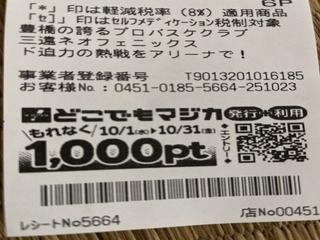 6P
「*」印は軽減税率(8%)適用商品
「セ」印はセルフメディケーション税制対象
豊橋の誇るプロバスケクラブ
三遠ネオフェニックス
ド迫力の熱戦をアリーナで!
事業者登録番号 T9013201016185
お客様No.:0451-0185-5664-251023
どこでもマジカ 発行 利用
もれなく 10/1(水)▶10/31(金)
1,000pt
エントリー
レシートNo5664 店No00451